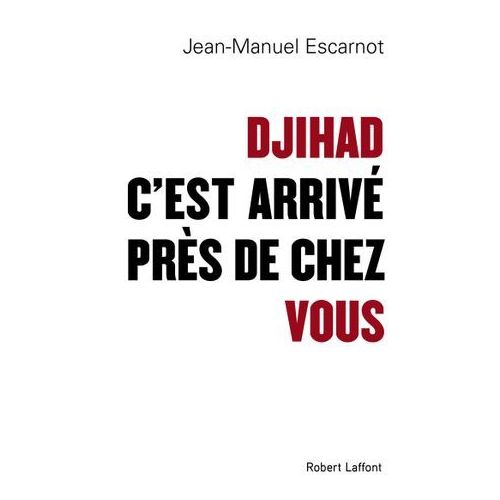 Jean-Manuel Escarnot
DJIHAD
C'EST ARRIVÉ
PRÈS DE CHEZ
VOUS
Robert Laffont